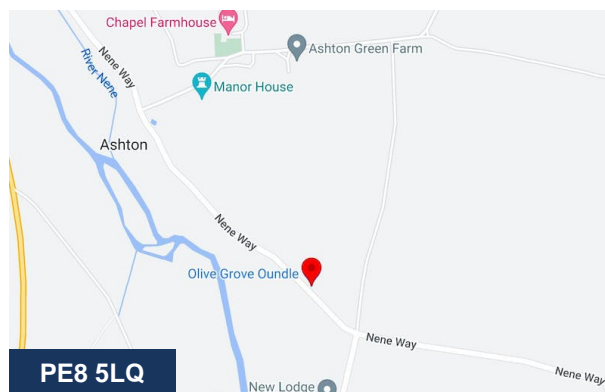 Chapel Farmhouse
Nene Way
Ashton Green Farm
River Nene
Manor House
Ashton
Nene Way
Olive Grove Oundle
Nene Way
Nene Way
PE8 5LQ
New Lodge